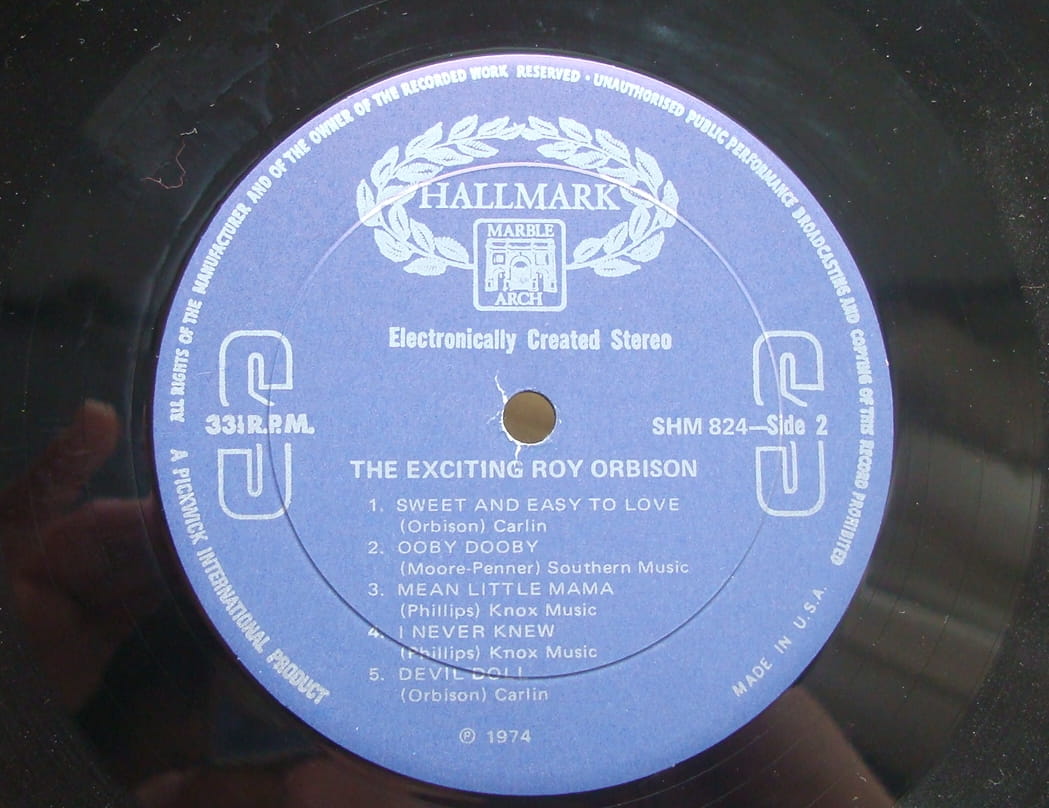 ALL RIGHTS OF THE MANUFACTURER AND OF THE OWNER OF THE RECORDED WORK RESERVED · UNAUTHORISED PUBLIC PERFORMANCE BROADCASTING AND COPYING OF THIS RECORD PROHIBITED
HALLMARK
MARBLE
ARCH
Electronically Created Stereo
33⅓ R.P.M.
SHM 824—Side 2
THE EXCITING ROY ORBISON
1. SWEET AND EASY TO LOVE
(Orbison) Carlin
2. OOBY DOOBY
(Moore-Penner) Southern Music
3. MEAN LITTLE MAMA
(Phillips) Knox Music
4. I NEVER KNEW
(Phillips) Knox Music
5. DEVIL DOLL
(Orbison) Carlin
℗ 1974
A PICKWICK INTERNATIONAL PRODUCT
MADE IN U.S.A.